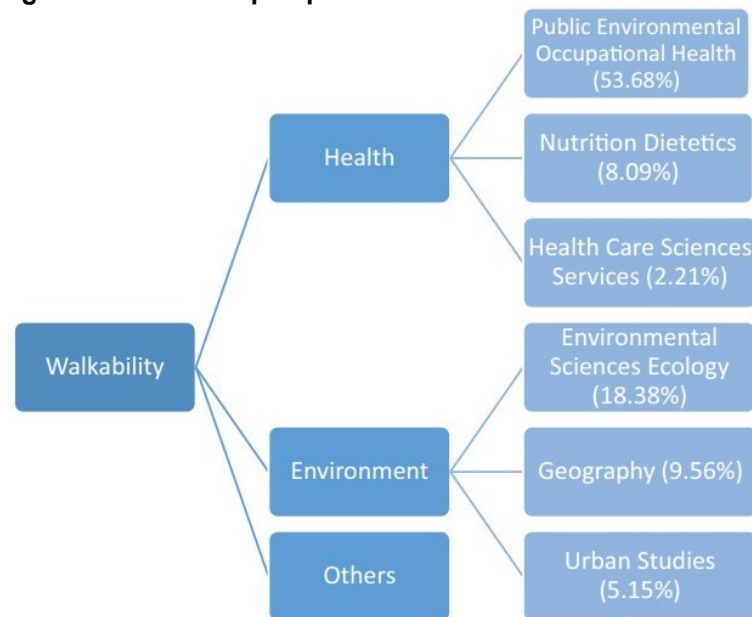 Public Environmental
Occupational Health
(53.68%)
Health
Nutrition Dietetics
(8.09%)
Health Care Sciences
Services (2.21%)
Walkability
Environmental
Sciences Ecology
(18.38%)
Environment
Geography (9.56%)
Others
Urban Studies
(5.15%)